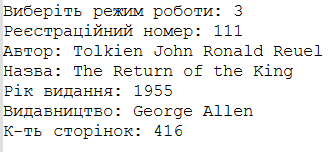 Виберіть режим роботи: 3
Реєстраційний номер: 111
Автор: Tolkien John Ronald Reuel
Назва: The Return of the King
Рік видання: 1955
Видавництво: George Allen
К-ть сторінок: 416